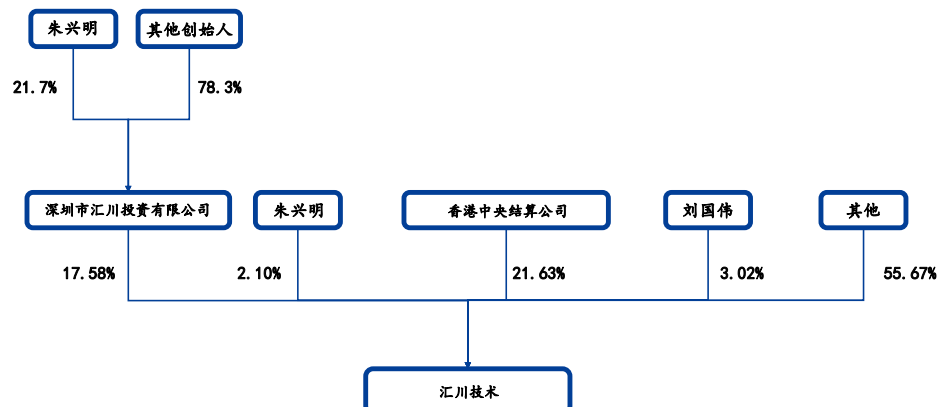 朱兴明
其他创始人
21.7%
78.3%
深圳市汇川投资有限公司
朱兴明
香港中央结算公司
刘国伟
其他
17.58%
2.10%
21.63%
3.02%
55.67%
汇川技术